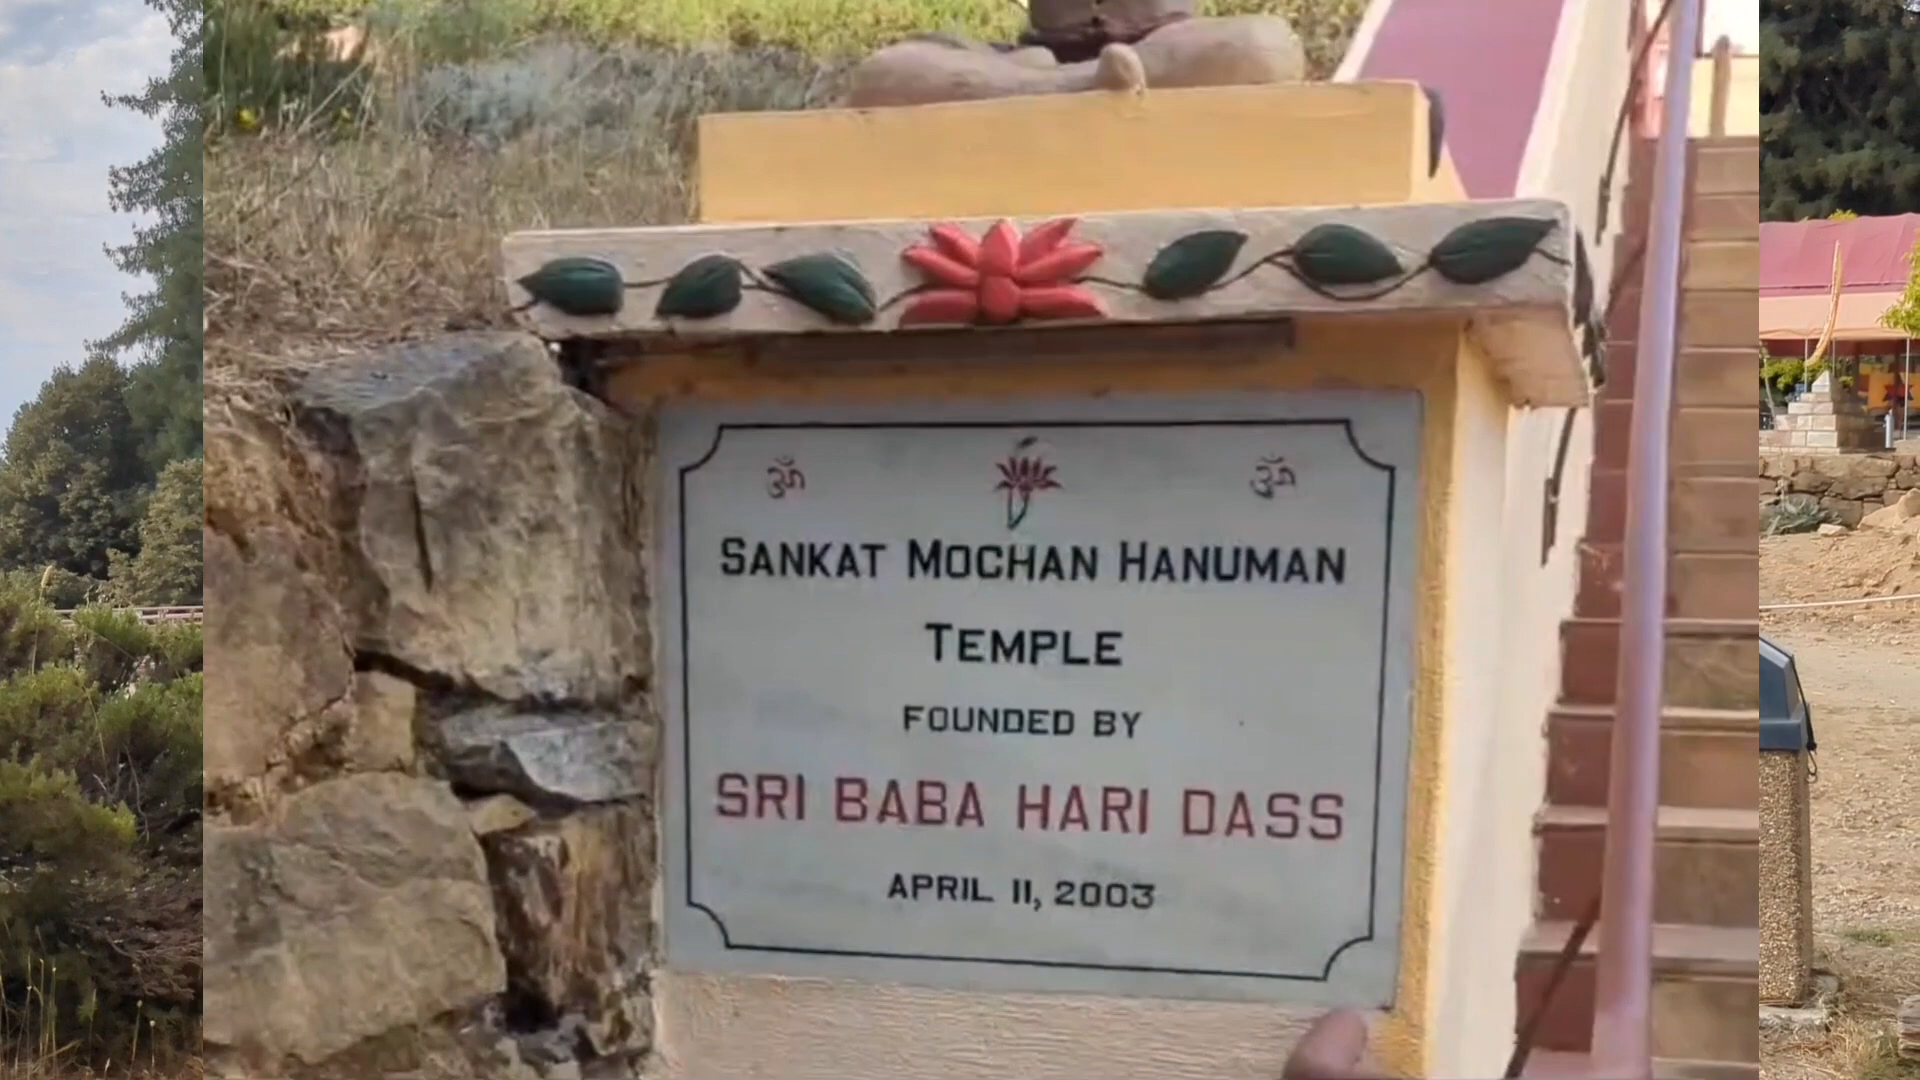 ॐ ॐ
SANKAT MOCHAN HANUMAN
TEMPLE
FOUNDED BY
SRI BABA HARI DASS
APRIL 11, 2003